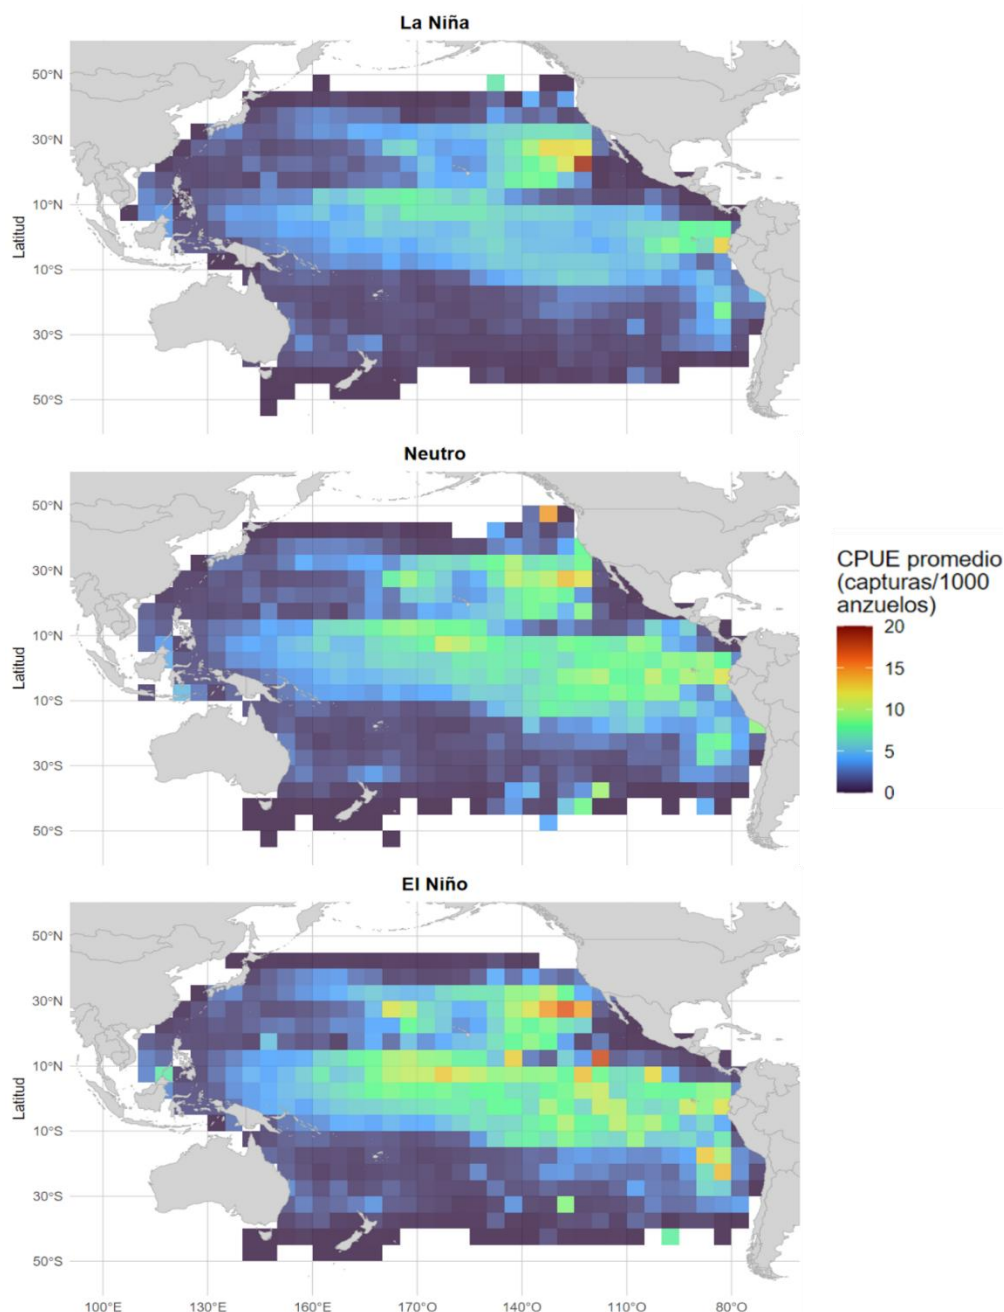 La Niña
50°N
30°N
10°N
10°S
30°S
50°S
Latitud
Neutro
50°N
30°N
10°N
10°S
30°S
50°S
Latitud
CPUE promedio
(capturas/1000
anzuelos)
20
15
10
5
0
El Niño
50°N
30°N
10°N
10°S
30°S
50°S
Latitud
100°E 130°E 160°E 170°O 140°O 110°O 80°O